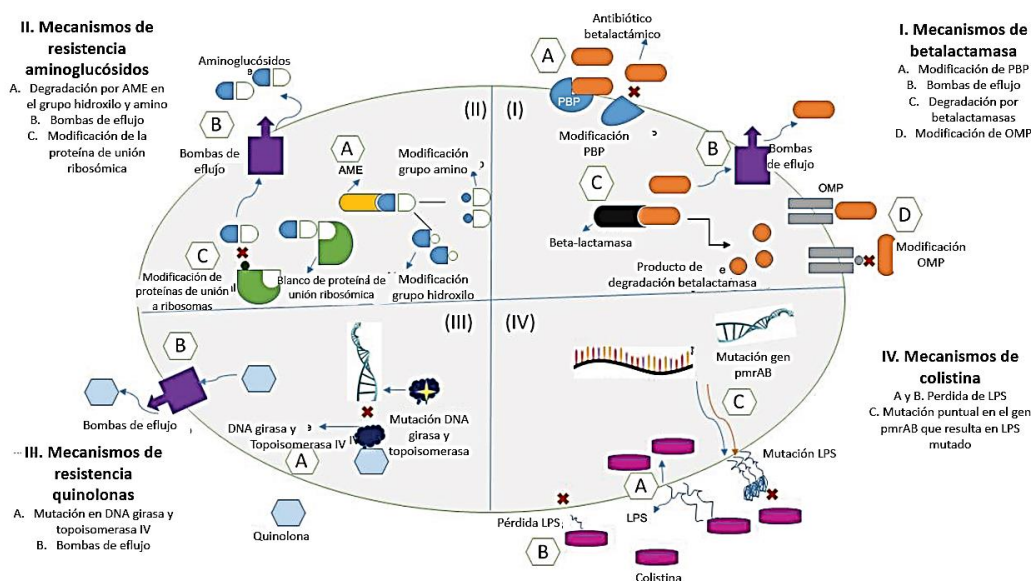 II. Mecanismos de
resistencia
aminoglucósidos
A. Degradación por AME en
el grupo hidroxilo y amino
B. Bombas de eflujo
C. Modificación de la
proteína de unión
ribosómica
Aminoglucósidos
B
Bombas de
eflujo
A
AME
(II)
Modificación
grupo amino
C
Modificación de
proteínas de unión
a ribosomas
Blanco de proteína de
unión ribosómica
Modificación
grupo hidroxilo
Antibiótico
betalactámico
A
PBP
(I)
Modificación
PBP
B
Bombas
de eflujo
C
Beta-lactamasa
Producto de
degradación betalactamasa
OMP
D
Modificación
OMP
I. Mecanismos de
betalactamasa
A. Modificación de PBP
B. Bombas de eflujo
C. Degradación por
betalactamasas
D. Modificación de OMP
(III)
B
Bombas de eflujo
DNA girasa y
Topoisomerasa IV
Mutación DNA
girasa y
topoisomerasa
A
Quinolona
III. Mecanismos de
resistencia
quinolonas
A. Mutación en DNA girasa y
topoisomerasa IV
B. Bombas de eflujo
(IV)
Mutación gen
pmrAB
C
Mutación LPS
A
LPS
Pérdida LPS
B
Colistina
IV. Mecanismos de
colistina
A y B. Perdida de LPS
C. Mutación puntual en el gen
pmrAB que resulta en LPS
mutado